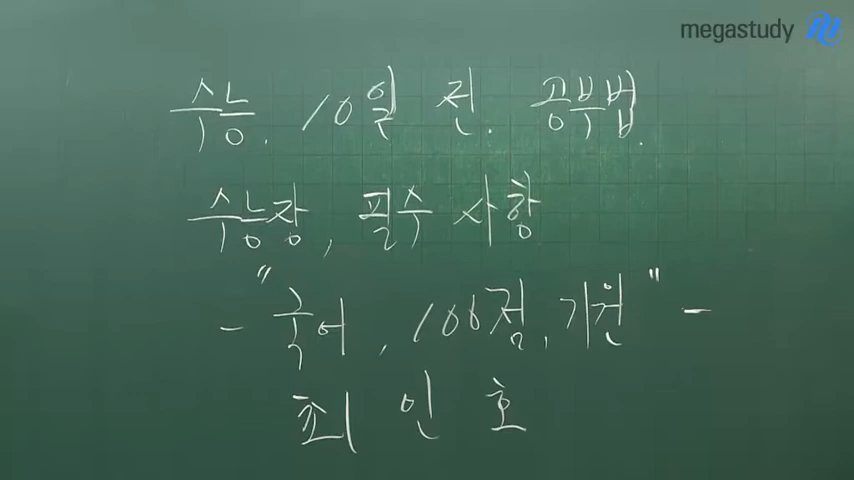 megastudy
수능. 10일 전. 공부법.
수능장, 필수 사항
- "국어, 100점, 기원" -
최 인 호